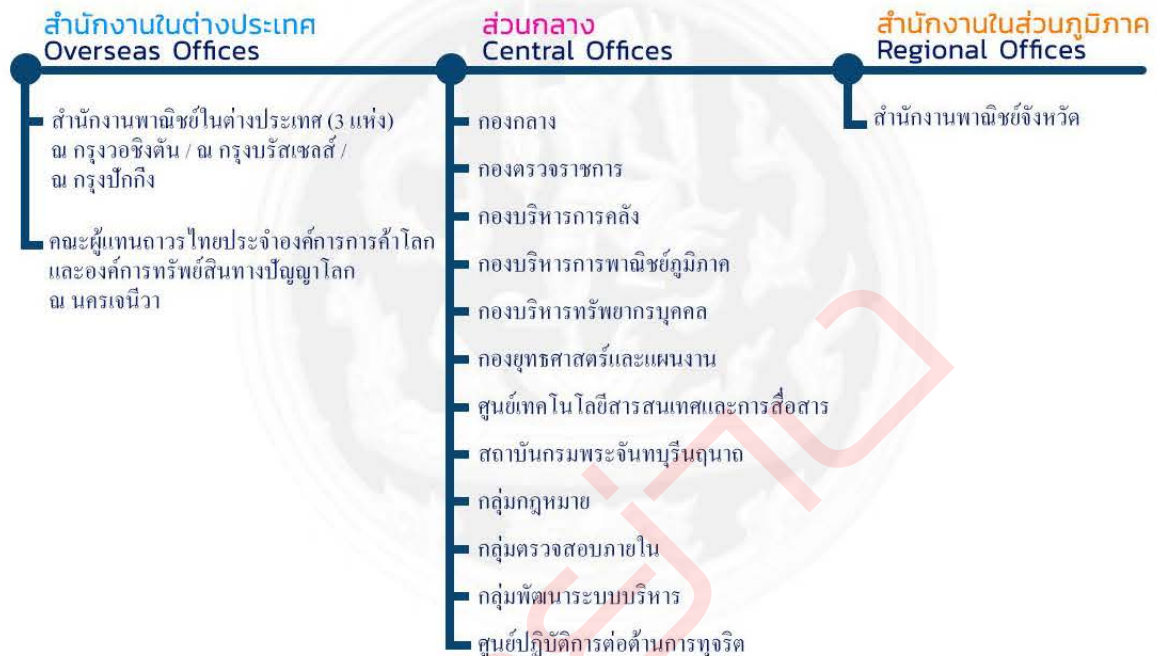 สำนักงานในต่างประเทศ
Overseas Offices
สำนักงานพาณิชย์ในต่างประเทศ (3 แห่ง)
ณ กรุงวอชิงตัน / ณ กรุงบรัสเซลส์ /
ณ กรุงปักกิ่ง
คณะผู้แทนถาวรไทยประจำองค์การการค้าโลก
และองค์การทรัพย์สินทางปัญญาโลก
ณ นครเจนีวา
ส่วนกลาง
Central Offices
กองกลาง
กองตรวจราชการ
กองบริหารการคลัง
กองบริหารการพาณิชย์ภูมิภาค
กองบริหารทรัพยากรบุคคล
กองยุทธศาสตร์และแผนงาน
ศูนย์เทคโนโลยีสารสนเทศและการสื่อสาร
สถาบันกรมพระจันทบุรีนฤนาถ
กลุ่มกฎหมาย
กลุ่มตรวจสอบภายใน
กลุ่มพัฒนาระบบบริหาร
ศูนย์ปฏิบัติการต่อต้านการทุจริต
สำนักงานในส่วนภูมิภาค
Regional Offices
สำนักงานพาณิชย์จังหวัด